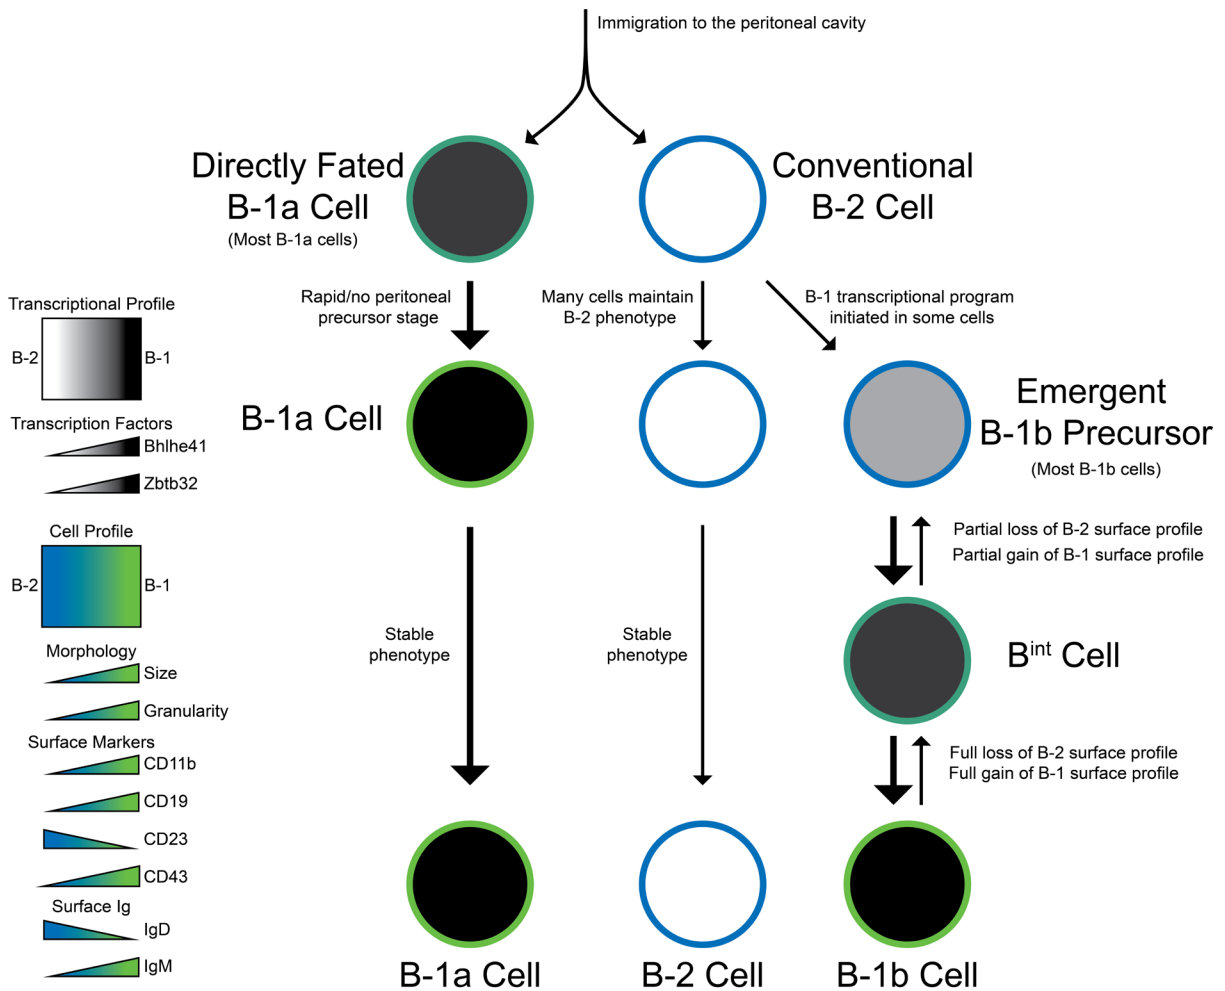 Immigration to the peritoneal cavity
Directly Fated
B-1a Cell
(Most B-1a cells)
Conventional
B-2 Cell
Rapid/no peritoneal
precursor stage
Many cells maintain
B-2 phenotype
B-1 transcriptional program
initiated in some cells
Transcriptional Profile
B-2
B-1
Transcription Factors
Bhlhe41
Zbtb32
B-1a Cell
Emergent
B-1b Precursor
(Most B-1b cells)
Cell Profile
B-2
B-1
Morphology
Size
Granularity
Surface Markers
CD11b
CD19
CD23
CD43
Surface Ig
IgD
IgM
Stable
phenotype
Stable
phenotype
Partial loss of B-2 surface profile
Partial gain of B-1 surface profile
Bint Cell
Full loss of B-2 surface profile
Full gain of B-1 surface profile
B-1a Cell
B-2 Cell
B-1b Cell